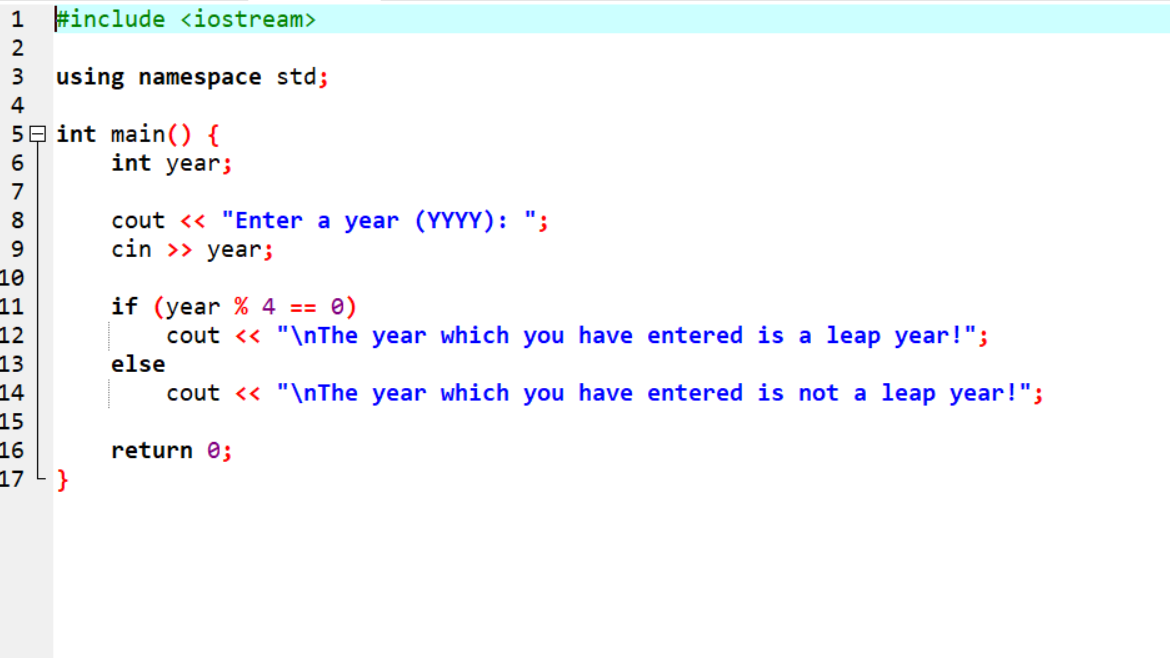 1 #include <iostream>
2
3 using namespace std;
4
5 int main() {
6     int year;
7
8     cout << "Enter a year (YYYY): ";
9     cin >> year;
10
11     if (year % 4 == 0)
12         cout << "\nThe year which you have entered is a leap year!";
13     else
14         cout << "\nThe year which you have entered is not a leap year!";
15
16     return 0;
17 }